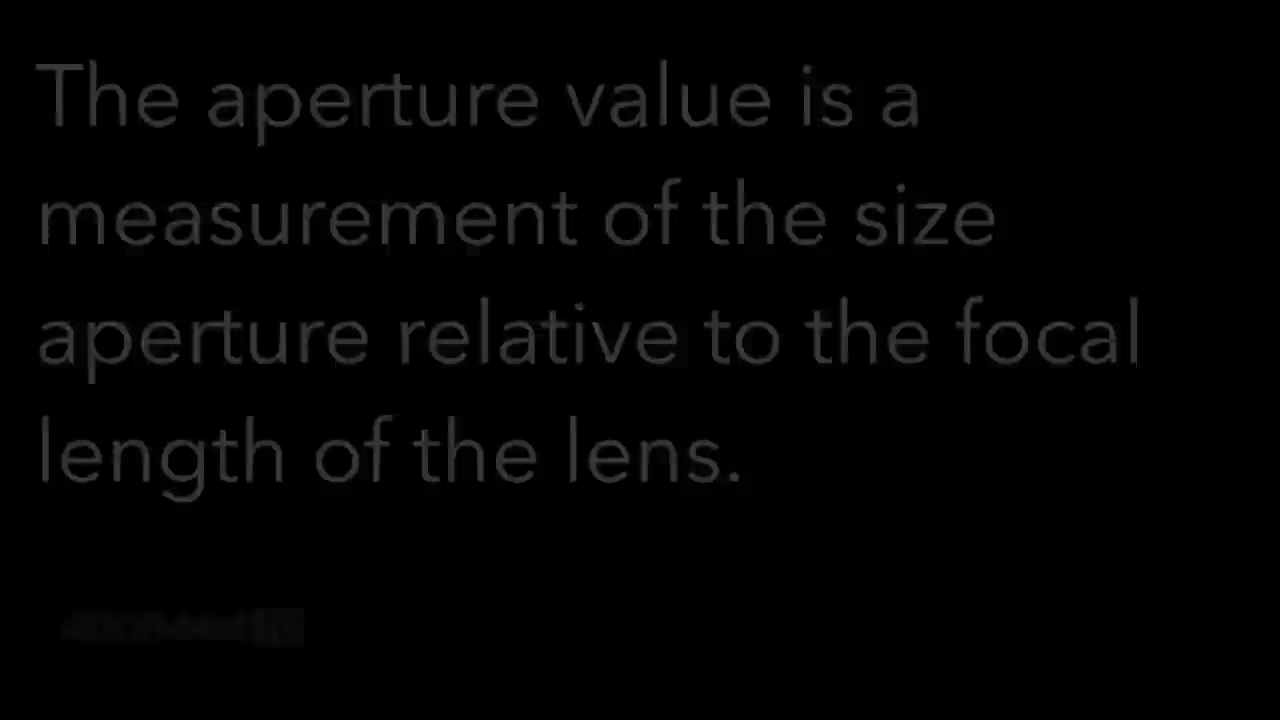 The aperture value is a
measurement of the size
aperture relative to the focal
length of the lens.